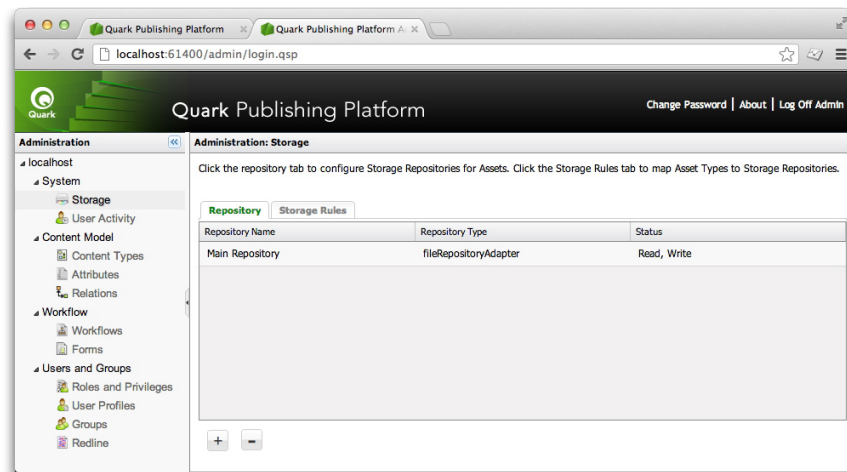 Quark Publishing Platform
Quark Publishing Platform A
localhost:61400/admin/login.qsp
Quark
Quark Publishing Platform
Change Password | About | Log Off Admin
Administration
Administration: Storage
localhost
System
Storage
User Activity
Content Model
Content Types
Attributes
Relations
Workflow
Workflows
Forms
Users and Groups
Roles and Privileges
User Profiles
Groups
Redline
Click the repository tab to configure Storage Repositories for Assets. Click the Storage Rules tab to map Asset Types to Storage Repositories.
Repository Storage Rules
Repository Name Repository Type Status
Main Repository fileRepositoryAdapter Read, Write